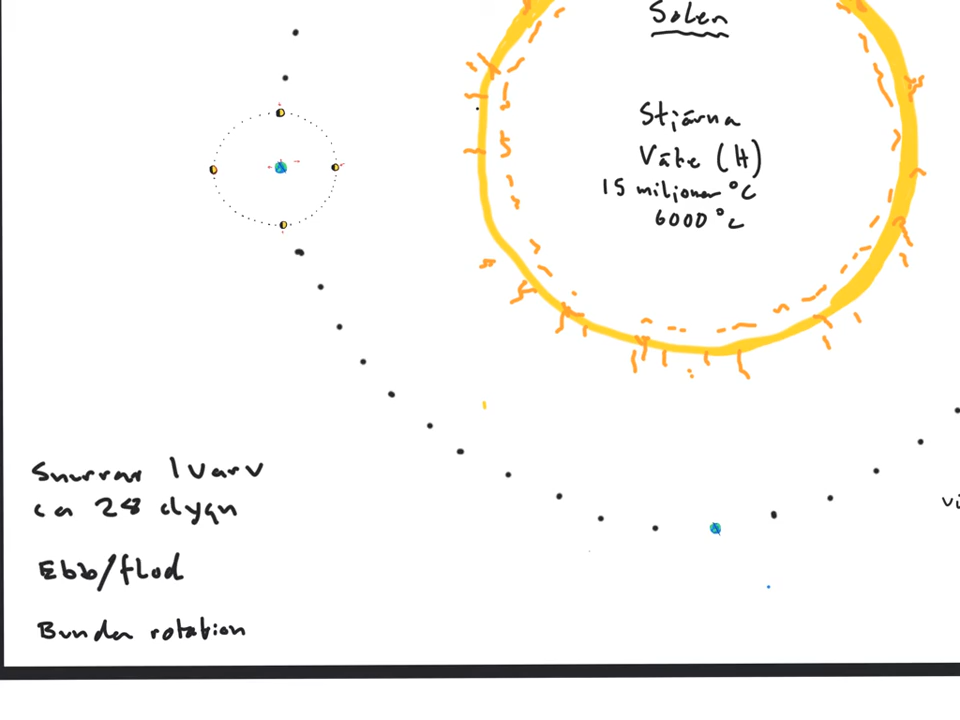 Solen
Stjärna
Väte (H)
15 miljoner °C
6000 °C
Snurrar 1 varv
ca 28 dygn
Ebb/flod
Bunden rotation